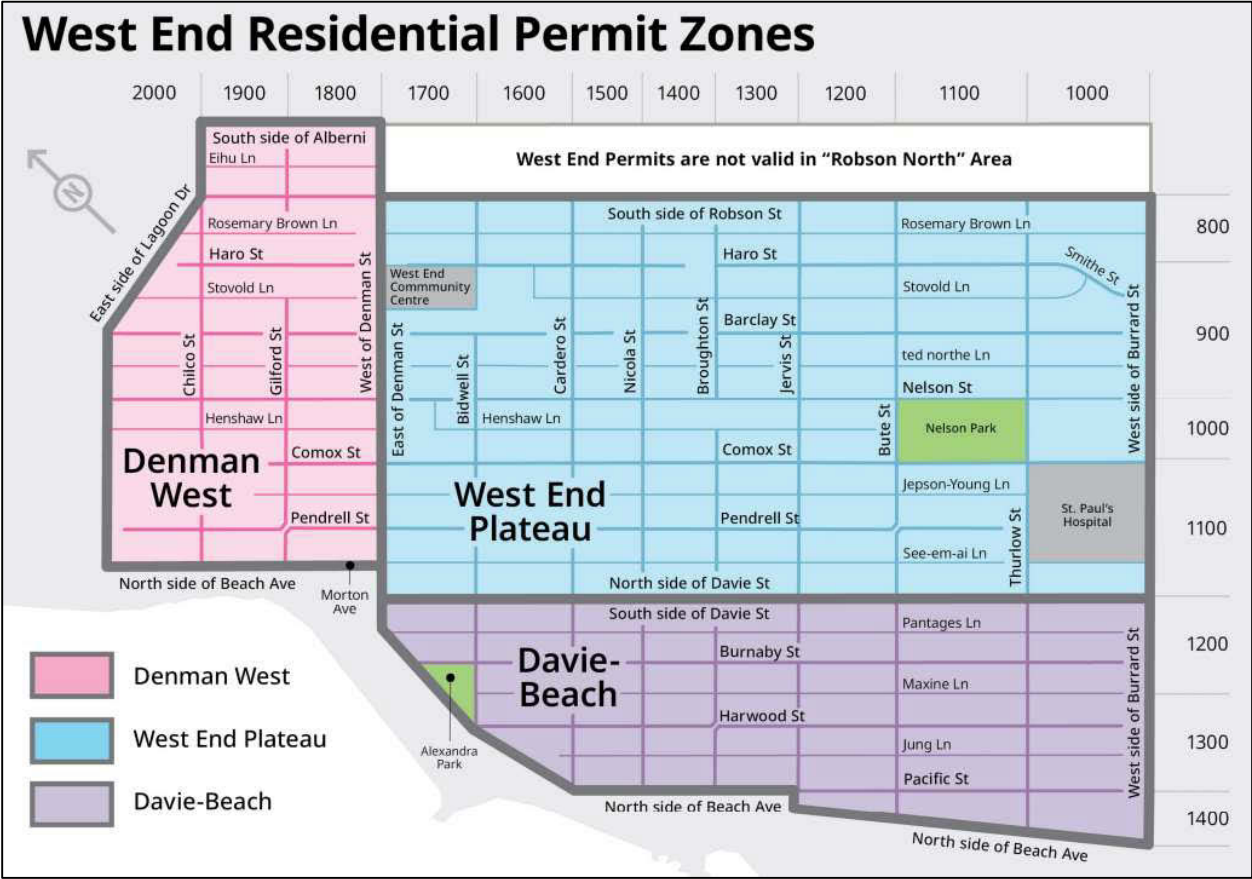 West End Residential Permit Zones
2000
1900
1800
1700
1600
1500
1400
1300
1200
1100
1000
South side of Alberni
Eihu Ln
West End Permits are not valid in “Robson North” Area
N
East side of Lagoon Dr
Rosemary Brown Ln
Haro St
Stovold Ln
Chilco St
Gilford St
West of Denman St
Henshaw Ln
Comox St
Denman
West
Pendrell St
North side of Beach Ave
Morton
Ave
South side of Robson St
Rosemary Brown Ln
Haro St
Smithe St
West End
Commmunity
Centre
Stovold Ln
Barclay St
East of Denman St
Bidwell St
Cardero St
Nicola St
Broughton St
Jervis St
ted northe Ln
Nelson St
West side of Burrard St
Henshaw Ln
Bute St
Nelson Park
Comox St
West End
Plateau
Jepson-Young Ln
Pendrell St
St. Paul's
Hospital
Thurlow St
See-em-ai Ln
North side of Davie St
South side of Davie St
Pantages Ln
Burnaby St
Davie-
Beach
Maxine Ln
West side of Burrard St
Harwood St
Alexandra
Park
Jung Ln
Pacific St
North side of Beach Ave
North side of Beach Ave
800
900
1000
1100
1200
1300
1400
Denman West
West End Plateau
Davie-Beach